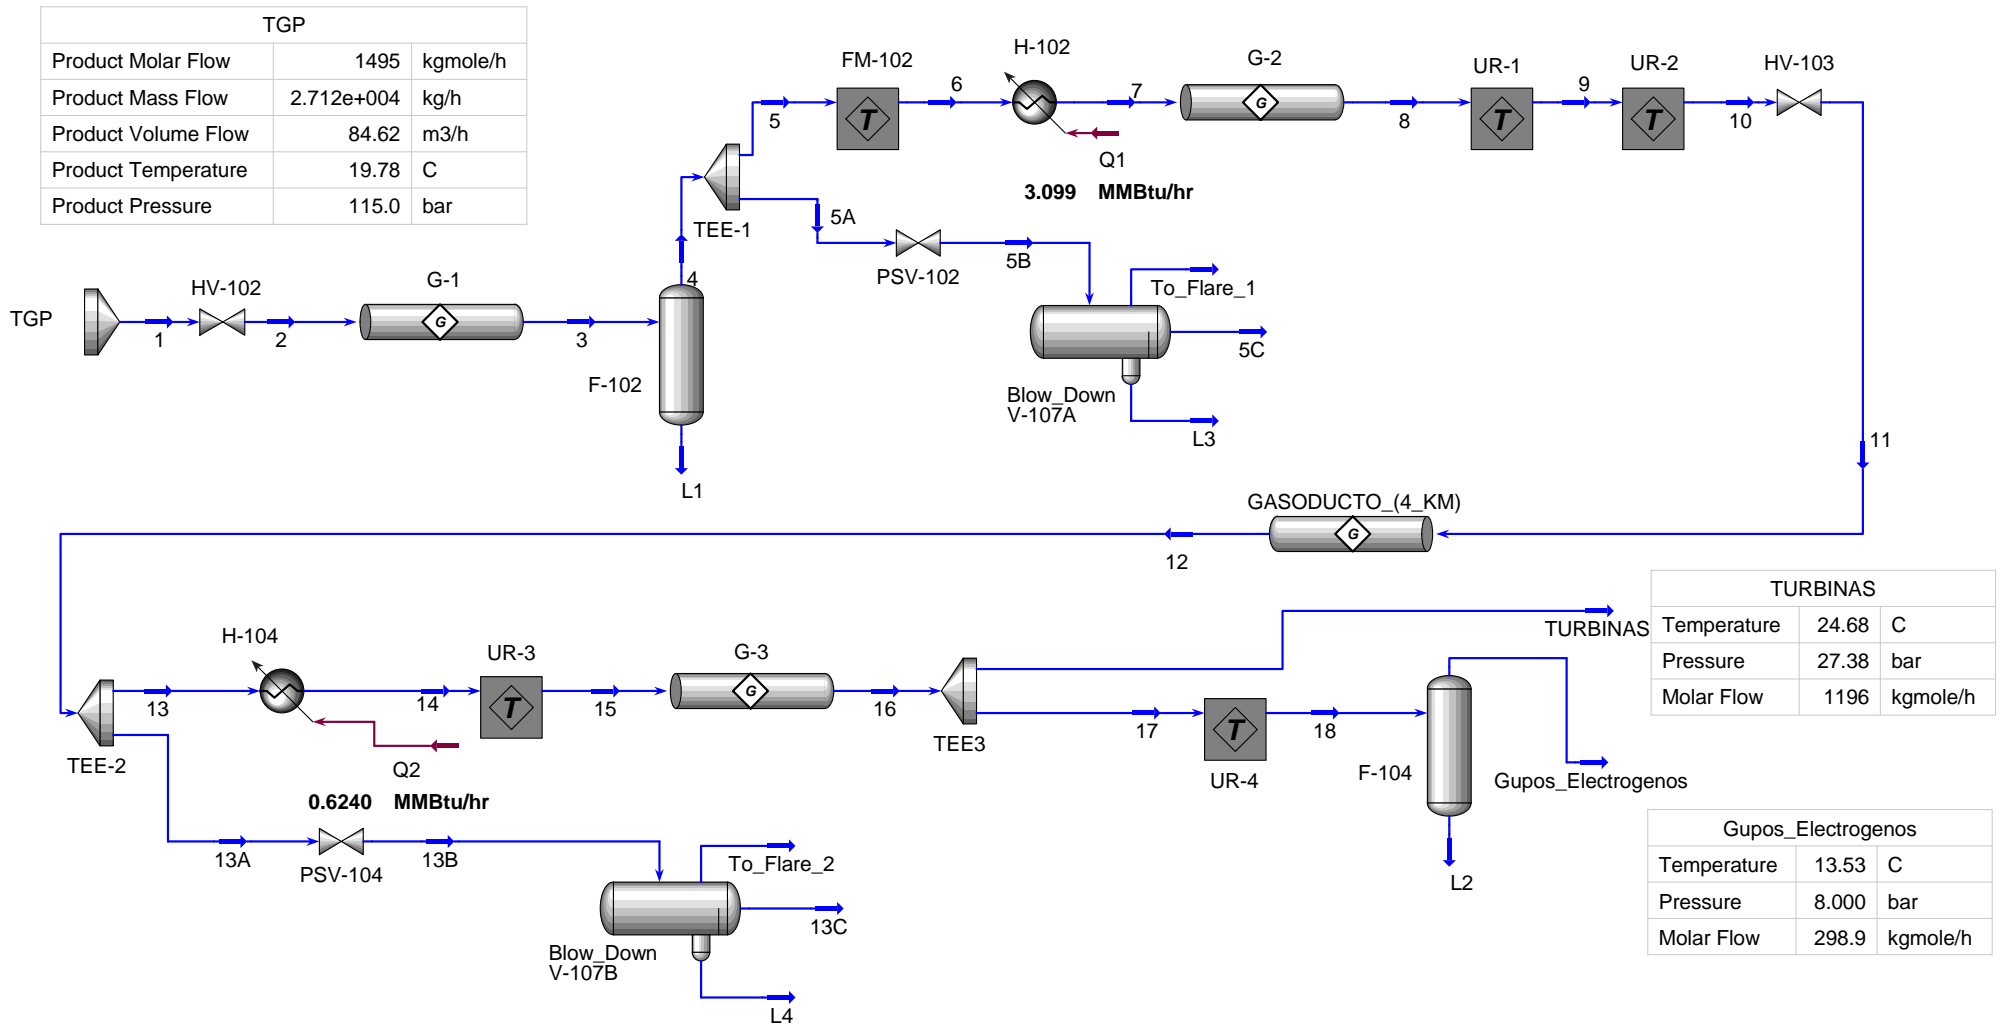 TGP
Product Molar Flow 1495 kgmole/h
Product Mass Flow 2.712e+004 kg/h
Product Volume Flow 84.62 m3/h
Product Temperature 19.78 C
Product Pressure 115.0 bar
FM-102
H-102
G-2
UR-1
UR-2
HV-103
5
6
7
8
9
10
T
G
T
T
Q1
3.099 MMBtu/hr
TEE-1
5A
PSV-102
5B
To_Flare_1
5C
Blow_Down
V-107A
L3
TGP
1
HV-102
2
G-1
G
3
4
F-102
L1
11
GASODUCTO_(4_KM)
G
12
TURBINAS
TURBINAS
Temperature 24.68 C
Pressure 27.38 bar
Molar Flow 1196 kgmole/h
H-104
UR-3
G-3
13
14
T
15
G
16
TEE-2
Q2
0.6240 MMBtu/hr
TEE3
17
T
18
UR-4
F-104
Gupos_Electrogenos
L2
13A
PSV-104
13B
To_Flare_2
13C
Blow_Down
V-107B
L4
Gupos_Electrogenos
Temperature 13.53 C
Pressure 8.000 bar
Molar Flow 298.9 kgmole/h